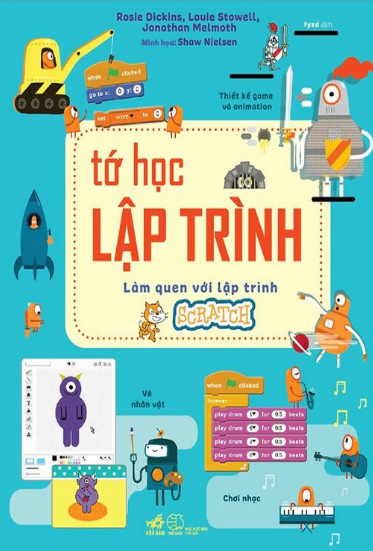 Rosie Dickins, Louie Stowell,
Jonathan Melmoth
Minh họa: Shaw Nielsen
fyzd dịch
when clicked
go to x: 0 y: 0
set
to 0
Thiết kế game
và animation
tớ học
LẬP TRÌNH
Làm quen với lập trình
SCRATCH
Vẽ
nhân vật
when clicked
forever
play drum 1 for 0.5 beats
play drum
for 0.5 beats
play drum
for 0.5 beats
play drum
for 0.5 beats
Chơi nhạc